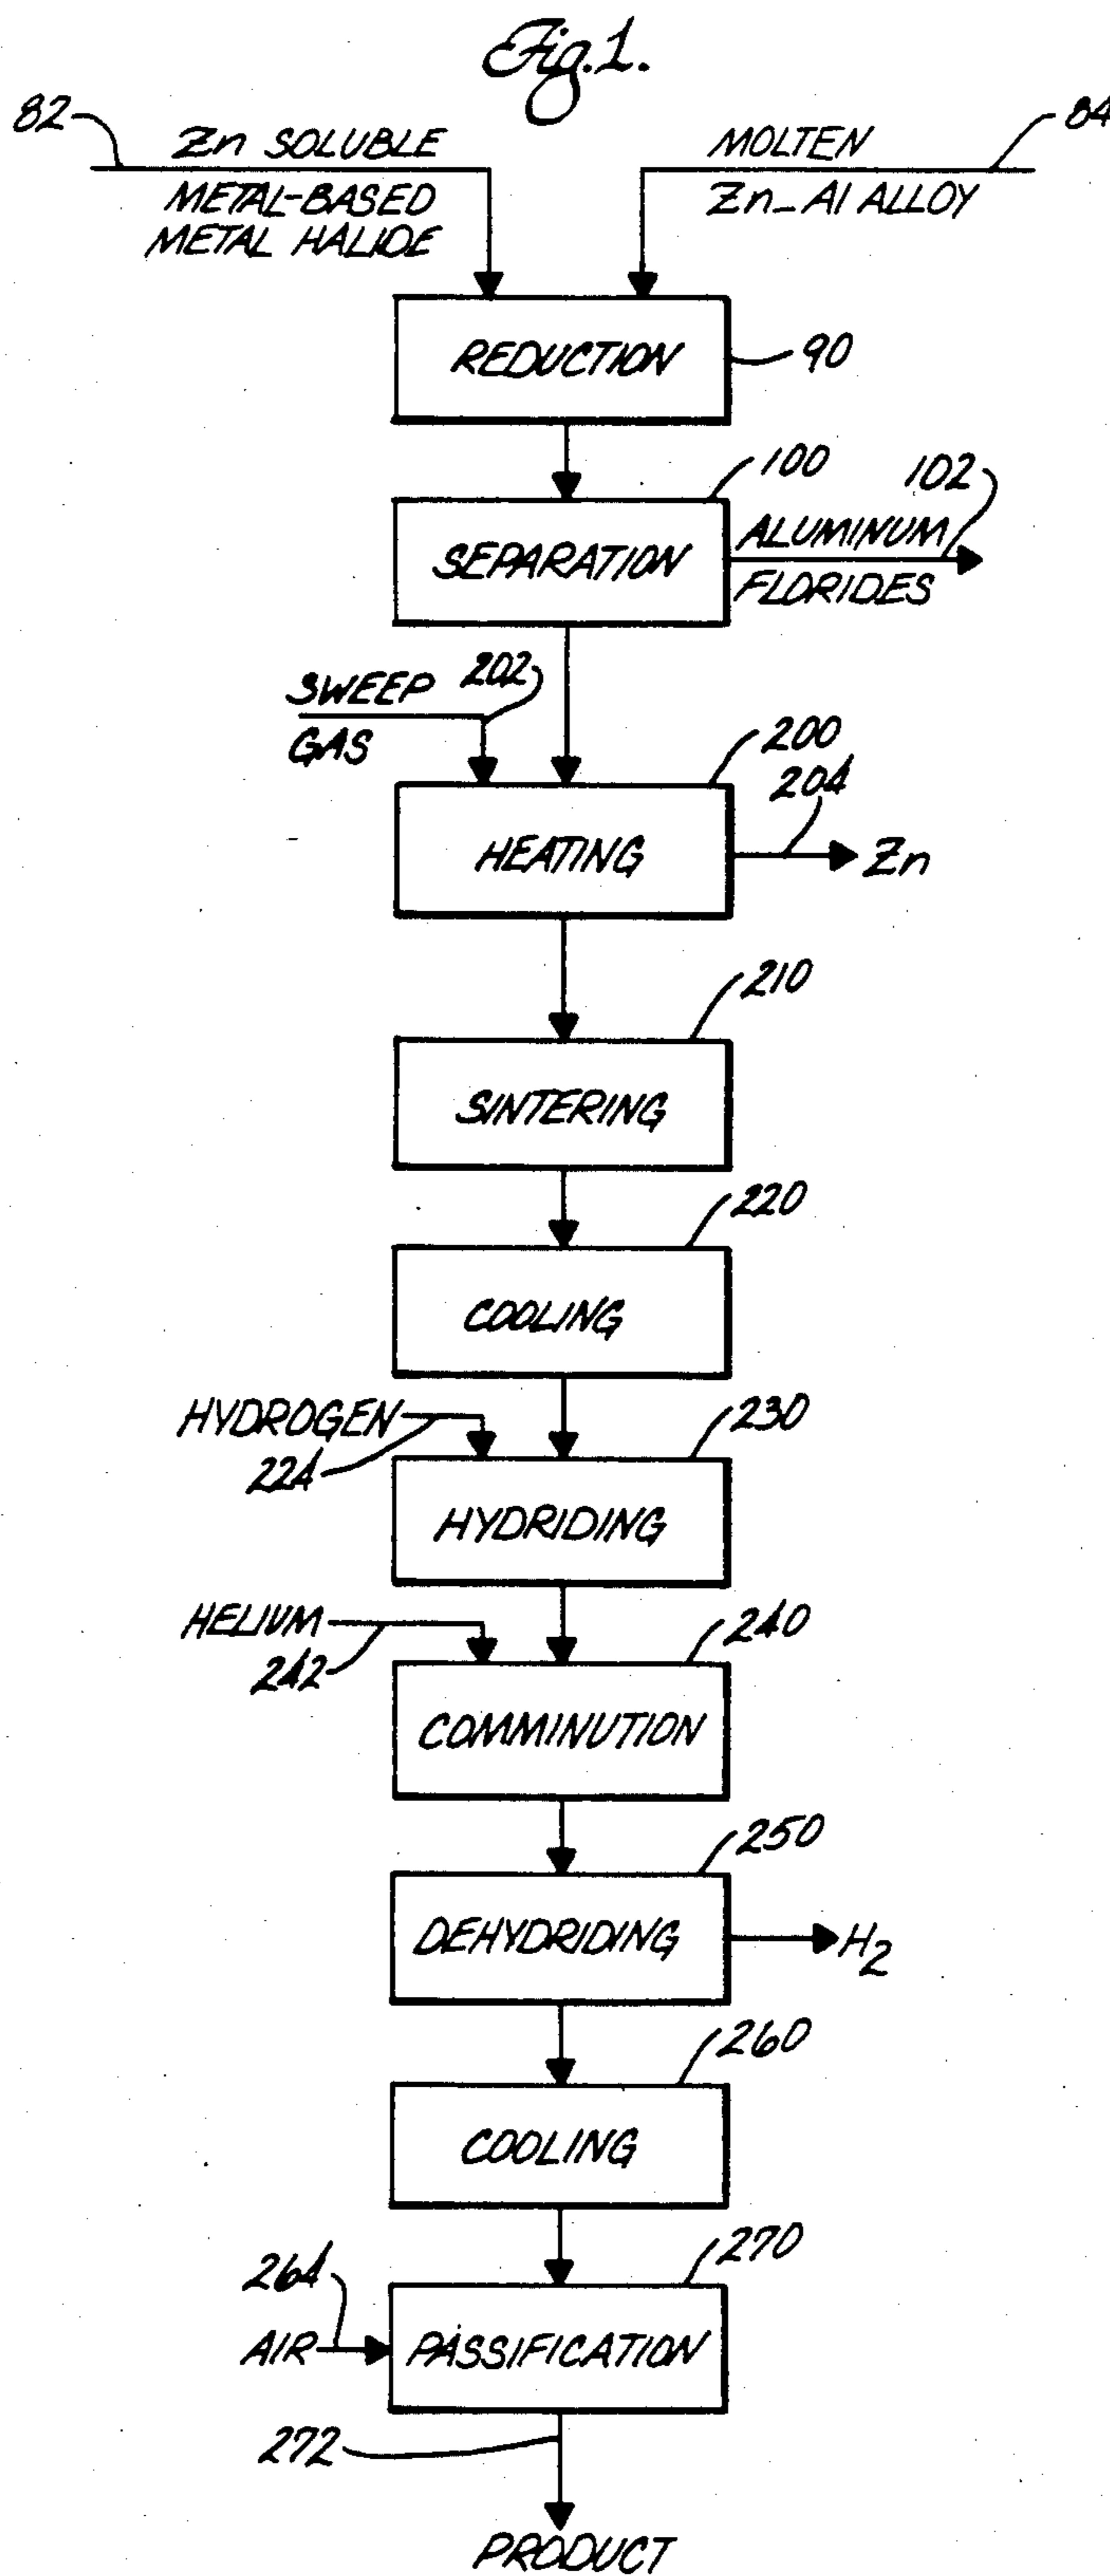 Fig. 1.
82
Zn SOLUBLE
METAL-BASED
METAL HALIDE
MOLTEN
84
Zn-Al ALLOY
REDUCTION
90
100
102
SEPARATION
ALUMINUM
FLORIDES
SWEEP
202
GAS
200
204
HEATING
Zn
210
SINTERING
220
COOLING
HYDROGEN
224
230
HYDRIDING
HELIUM
242
240
COMMINUTION
250
DEHYDRIDING
H2
260
COOLING
264
270
AIR
PASSIFICATION
272
PRODUCT